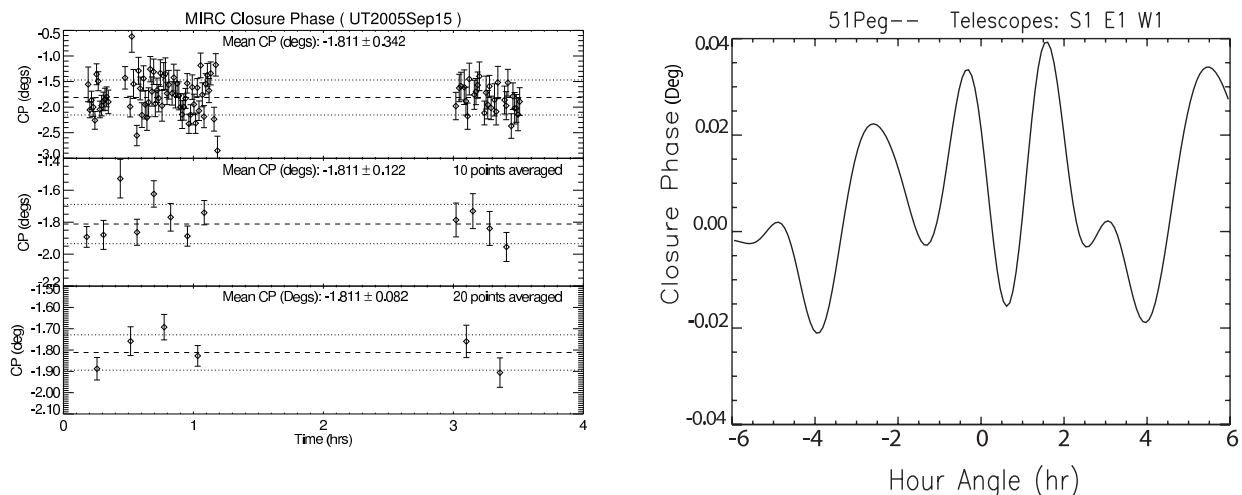 MIRC Closure Phase ( UT2005Sep15 )
Mean CP (degs): -1.811 ± 0.342
-0.5
-1.0
-1.5
-2.0
-2.5
-3.0
CP (degs)
Mean CP (degs): -1.811 ± 0.122
10 points averaged
-1.4
-1.6
-1.8
-2.0
-2.2
CP (degs)
Mean CP (Degs): -1.811 ± 0.082
20 points averaged
-1.50
-1.60
-1.70
-1.80
-1.90
-2.00
-2.10
CP (deg)
0 1 2 3 4
Time (hrs)
51Peg-- Telescopes: S1 E1 W1
0.04
0.02
0.00
-0.02
-0.04
Closure Phase (Deg)
-6 -4 -2 0 2 4 6
Hour Angle (hr)